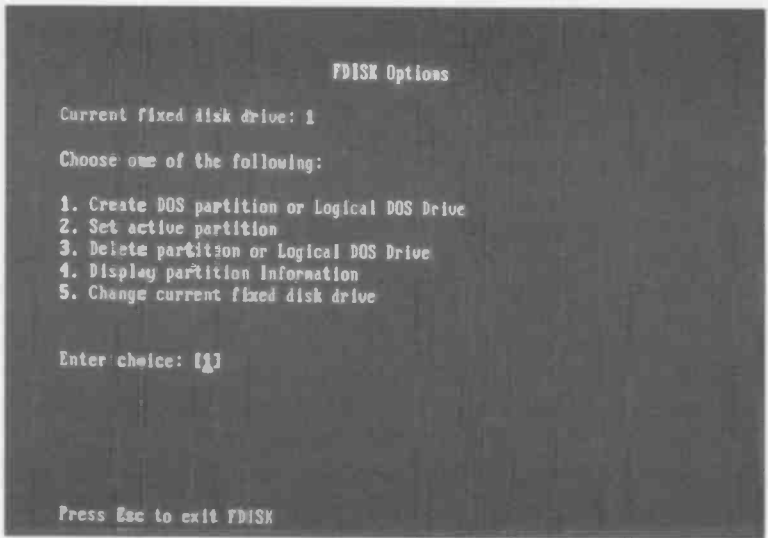 FDISK Options
Current fixed disk drive: 1
Choose one of the following:
1. Create DOS partition or Logical DOS Drive
2. Set active partition
3. Delete partition or Logical DOS Drive
4. Display partition Information
5. Change current fixed disk drive
Enter choice: [1]
Press Esc to exit FDISK